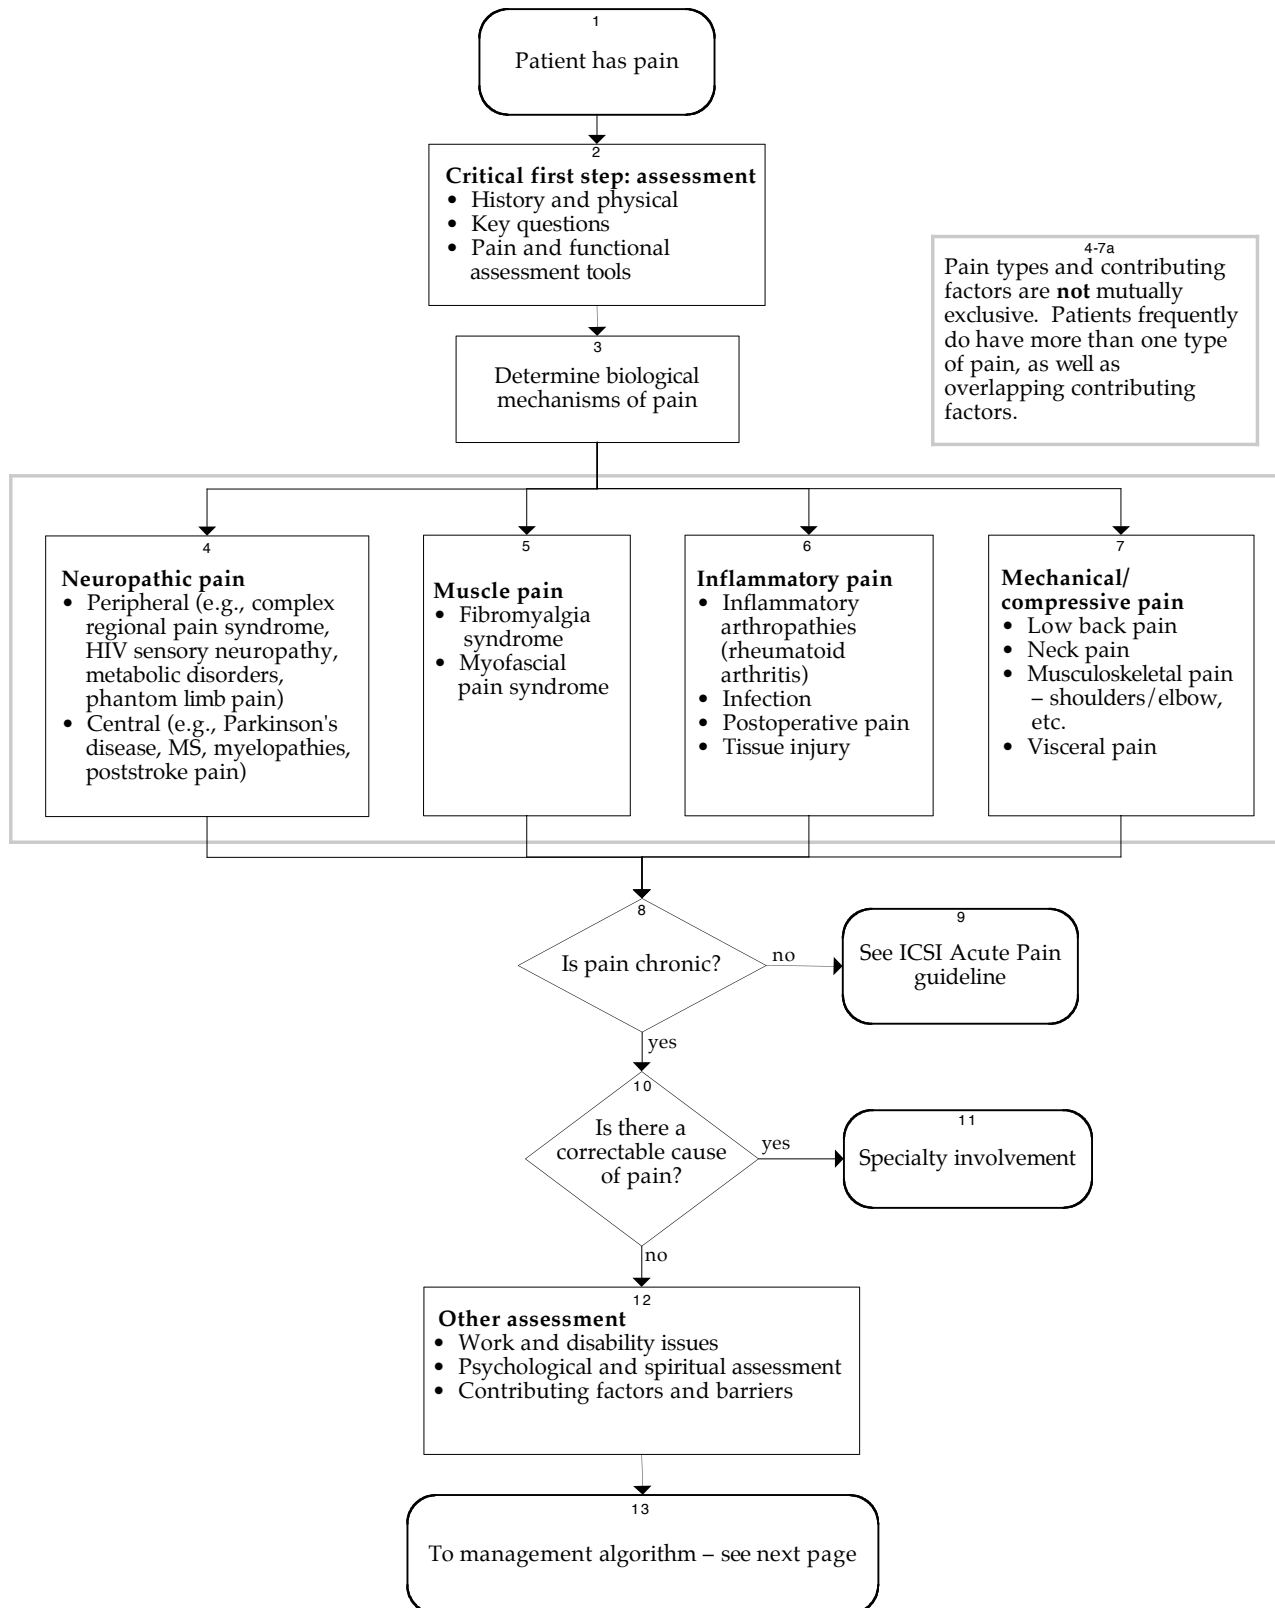 1
Patient has pain
2
Critical first step: assessment
• History and physical
• Key questions
• Pain and functional
assessment tools
4-7a
Pain types and contributing
factors are not mutually
exclusive. Patients frequently
do have more than one type
of pain, as well as
overlapping contributing
factors.
3
Determine biological
mechanisms of pain
4
Neuropathic pain
• Peripheral (e.g., complex
regional pain syndrome,
HIV sensory neuropathy,
metabolic disorders,
phantom limb pain)
• Central (e.g., Parkinson's
disease, MS, myelopathies,
poststroke pain)
5
Muscle pain
• Fibromyalgia
syndrome
• Myofascial
pain syndrome
6
Inflammatory pain
• Inflammatory
arthropathies
(rheumatoid
arthritis)
• Infection
• Postoperative pain
• Tissue injury
7
Mechanical/
compressive pain
• Low back pain
• Neck pain
• Musculoskeletal pain
– shoulders/elbow,
etc.
• Visceral pain
8
Is pain chronic?
no
9
See ICSI Acute Pain
guideline
yes
10
Is there a
correctable cause
of pain?
yes
11
Specialty involvement
no
12
Other assessment
• Work and disability issues
• Psychological and spiritual assessment
• Contributing factors and barriers
13
To management algorithm – see next page